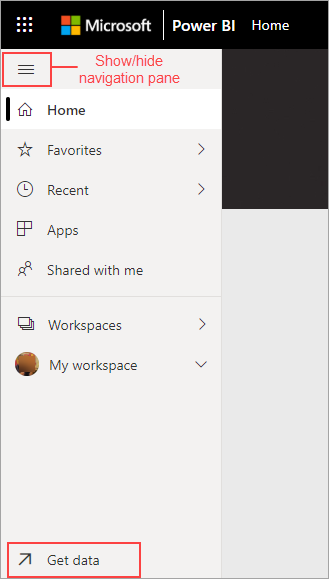 Microsoft Power BI Home
Show/hide
navigation pane
Home
Favorites
Recent
Apps
Shared with me
Workspaces
My workspace
Get data